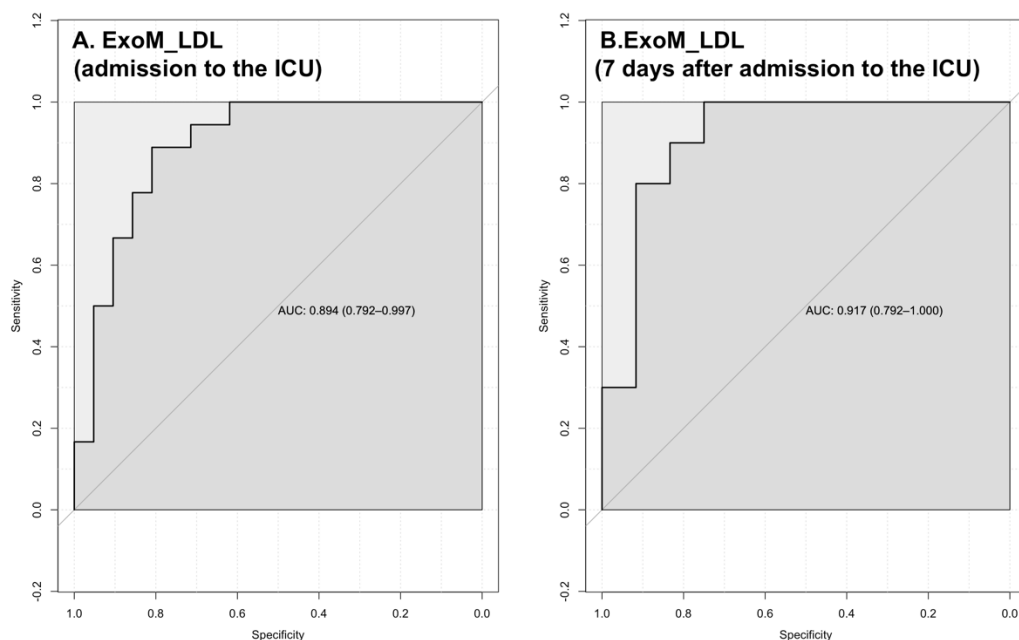 A. ExoM_LDL
(admission to the ICU)
1.2
1.0
0.8
0.6
0.4
0.2
0.0
-0.2
Sensitivity
AUC: 0.894 (0.792–0.997)
1.0 0.8 0.6 0.4 0.2 0.0
Specificity
B.ExoM_LDL
(7 days after admission to the ICU)
1.2
1.0
0.8
0.6
0.4
0.2
0.0
-0.2
Sensitivity
AUC: 0.917 (0.792–1.000)
1.0 0.8 0.6 0.4 0.2 0.0
Specificity